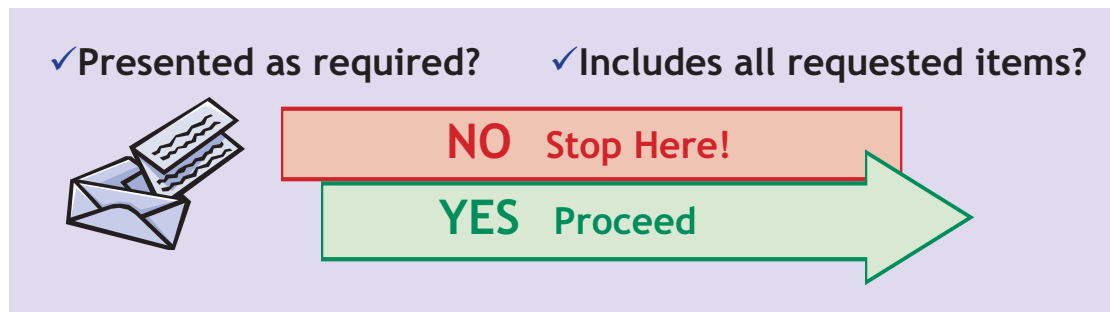 ✓Presented as required? ✓Includes all requested items?
NO Stop Here!
YES Proceed